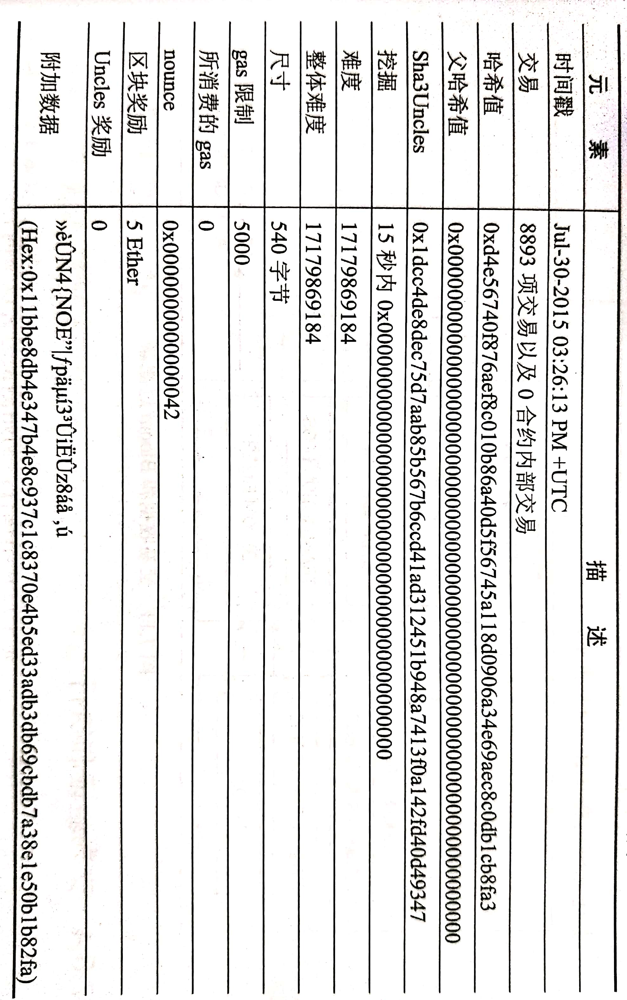 元 素 描 述
时间戳 Jul-30-2015 03:26:13 PM +UTC
交易 8893 项交易以及 0 合约内部交易
哈希值 0xd4e56740f876aef8c010b86a40d5f56745a118d0906a34e69aec8c0db1cb8fa3
父哈希值 0x0000000000000000000000000000000000000000000000000000000000000000
Sha3Uncles 0x1dcc4de8dec75d7aab85b567b6ccd41ad312451b948a7413f0a142fd40d49347
挖掘 15 秒内 0x0000000000000000000000000000000000000000
难度 17179869184
整体难度 17179869184
尺寸 540 字节
gas 限制 5000
所消费的 gas 0
nounce 0x0000000000000042
区块奖励 5 Ether
Uncles 奖励 0
附加数据 »èÛN4{NOE”|ƒpäµí3³ÛiËÛz8áå ,ú
(Hex:0x11bbe8db4e347b4e8c937c1c8370e4b5ed33adb3db69cbdb7a38e1e50b1b82fa)